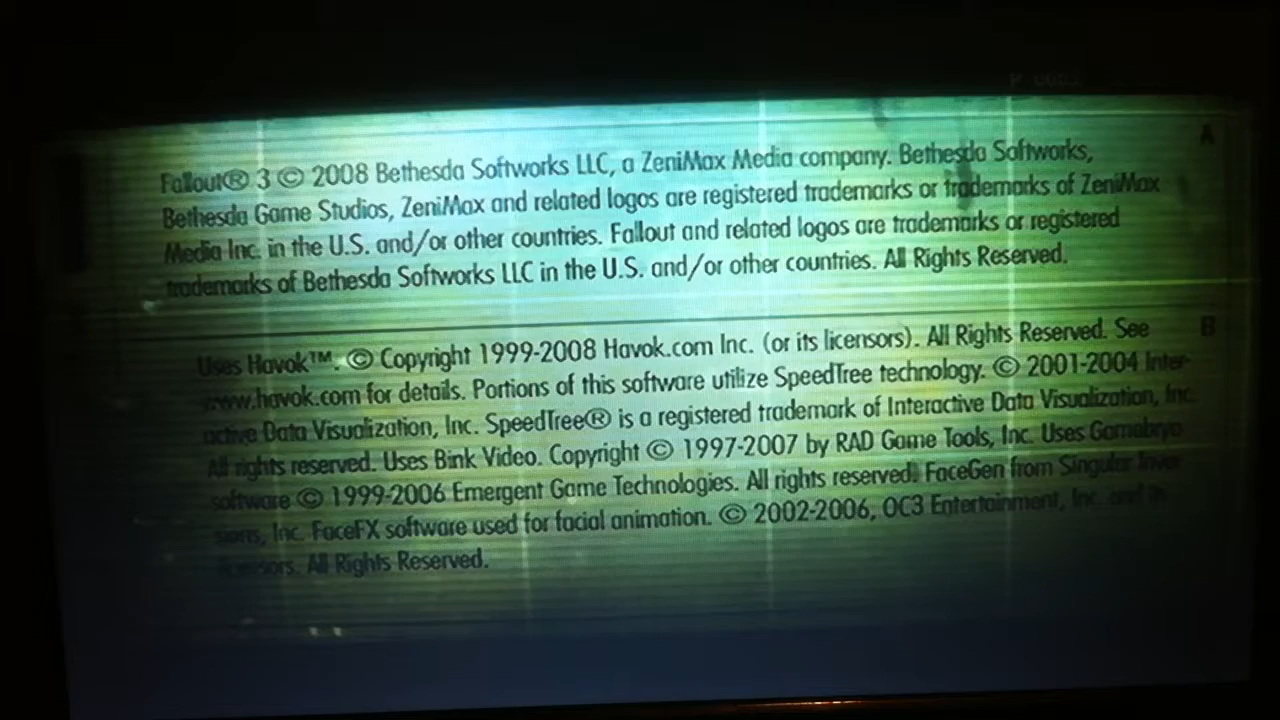 Fallout® 3 © 2008 Bethesda Softworks LLC, a ZeniMax Media company. Bethesda Softworks,
Bethesda Game Studios, ZeniMax and related logos are registered trademarks or trademarks of ZeniMax
Media Inc. in the U.S. and/or other countries. Fallout and related logos are trademarks or registered
trademarks of Bethesda Softworks LLC in the U.S. and/or other countries. All Rights Reserved.
A
Uses Havok™. © Copyright 1999-2008 Havok.com Inc. (or its licensors). All Rights Reserved. See
www.havok.com for details. Portions of this software utilize SpeedTree technology. © 2001-2004 Inter-
active Data Visualization, Inc. SpeedTree® is a registered trademark of Interactive Data Visualization, Inc.
All rights reserved. Uses Bink Video. Copyright © 1997-2007 by RAD Game Tools, Inc. Uses Gamebryo
software © 1999-2006 Emergent Game Technologies. All rights reserved. FaceGen from Singular Inver-
sions, Inc. FaceFX software used for facial animation. © 2002-2006, OC3 Entertainment, Inc. and its
licensors. All Rights Reserved.
B